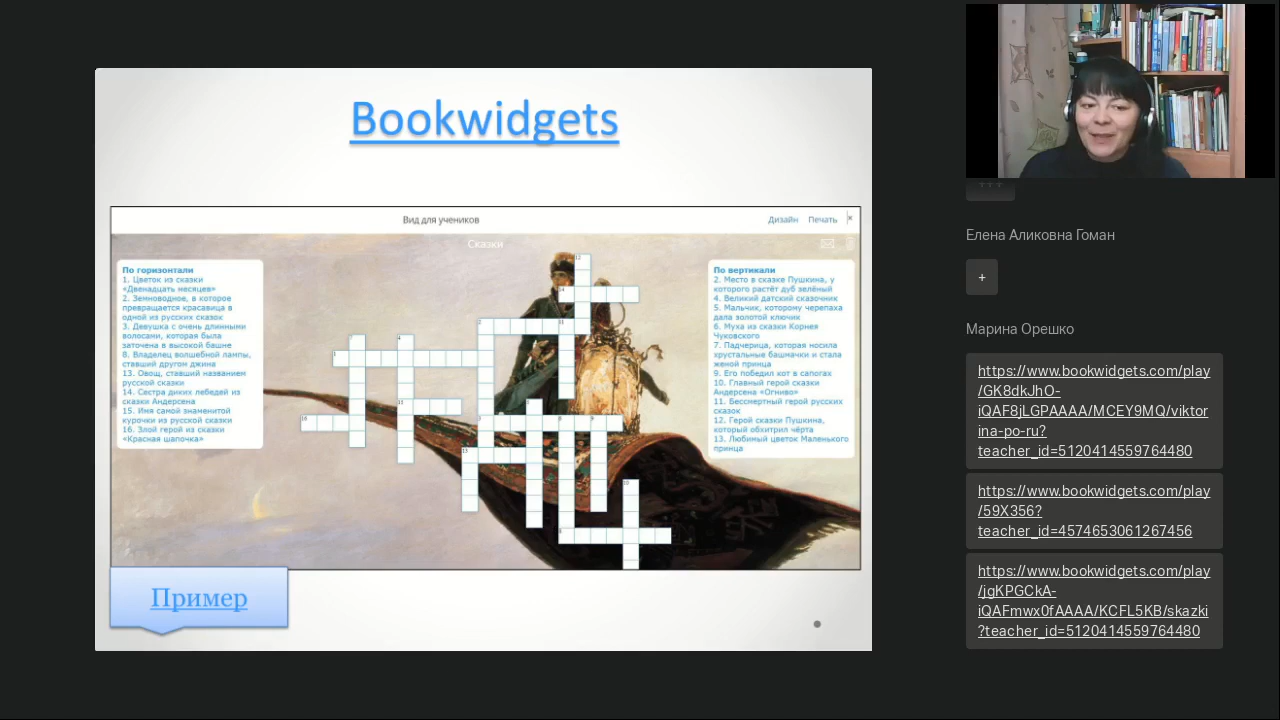 Bookwidgets
Вид для учеников
Дизайн Печать ×
Сказки
По горизонтали
1. Цветок из сказки
«Двенадцать месяцев»
2. Земноводное, в которое
превращается красавица в
одной из русских сказок
3. Девушка с очень длинными
волосами, которая была
заточена в высокой башне
8. Владелец волшебной лампы,
ставший другом джина
13. Овощ, ставший названием
русской сказки
14. Сестра диких лебедей из
сказки Андерсена
15. Имя самой знаменитой
курочки из русской сказки
16. Злой герой из сказки
«Красная шапочка»
По вертикали
2. Место в сказке Пушкина, у
которого растёт дуб зелёный
4. Великий датский сказочник
5. Мальчик, которому черепаха
дала золотой ключик
6. Муха из сказки Корнея
Чуковского
7. Падчерица, которая носила
хрустальные башмачки и стала
женой принца
9. Его победил кот в сапогах
10. Главный герой сказки
Андерсена «Огниво»
11. Бессмертный герой русских
сказок
12. Герой сказки Пушкина,
который обхитрил чёрта
13. Любимый цветок Маленького
принца
Пример
Елена Аликовна Гоман
+
Марина Орешко
https://www.bookwidgets.com/play
/GK8dkJhO-
iQAF8jLGPAAAA/MCEY9MQ/viktor
ina-po-ru?
teacher_id=5120414559764480
https://www.bookwidgets.com/play
/59X356?
teacher_id=4574653061267456
https://www.bookwidgets.com/play
/jgKPGCkA-
iQAFmwx0fAAAA/KCFL5KB/skazki
?teacher_id=5120414559764480